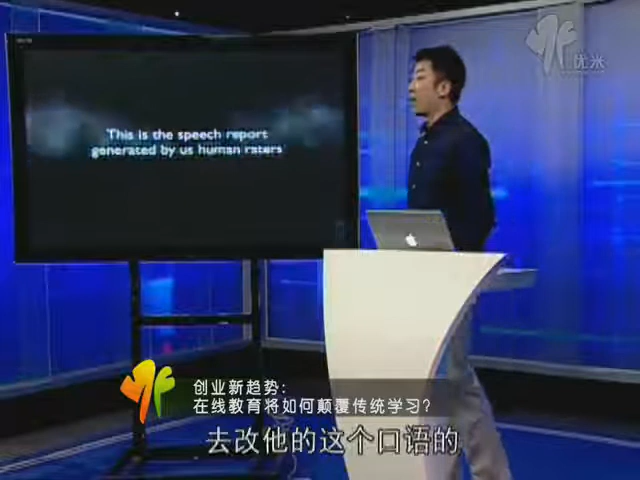 优米
This is the speech report
generated by us human raters
创业新趋势:
在线教育将如何颠覆传统学习?
去改他的这个口语的